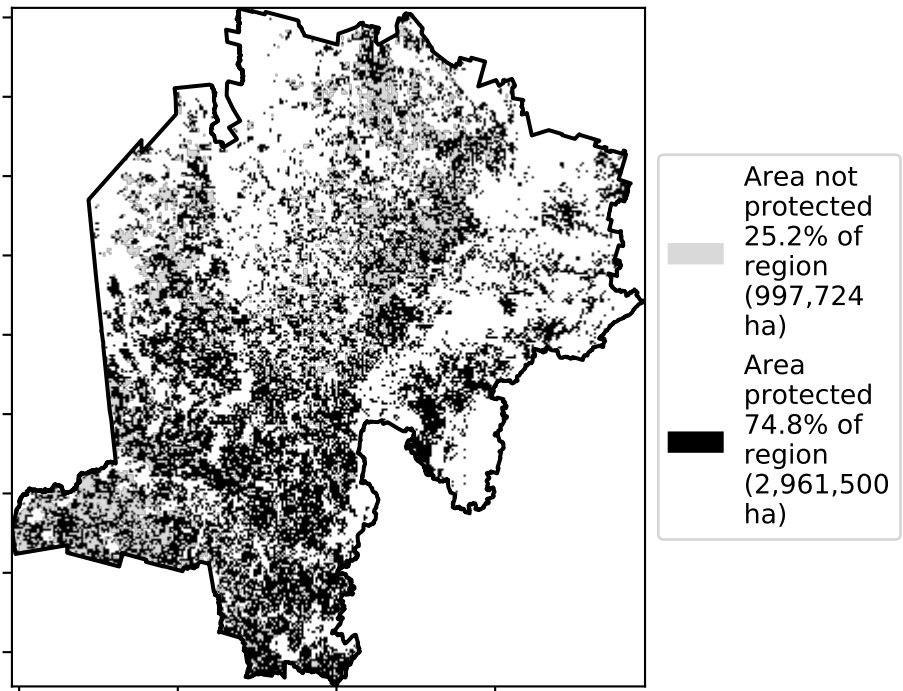 Area not
protected
25.2% of
region
(997,724
ha)
Area
protected
74.8% of
region
(2,961,500
ha)